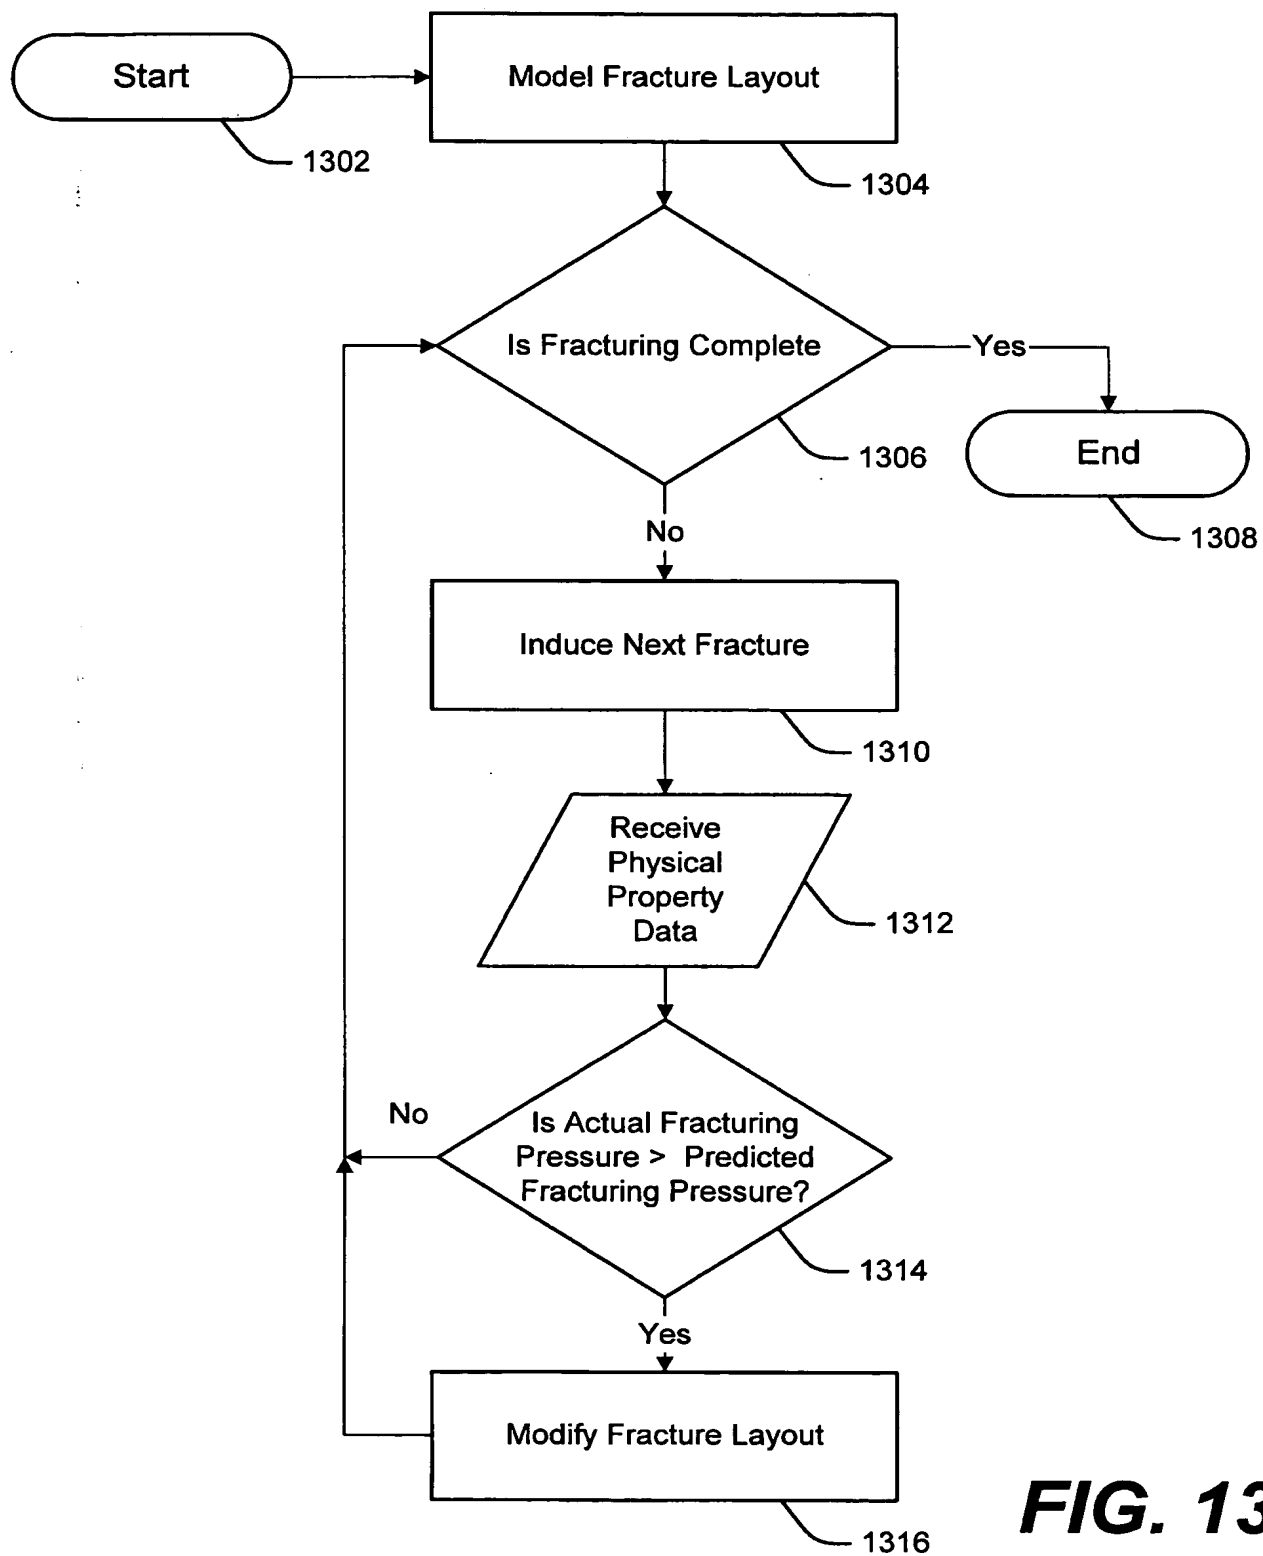 Start
1302
Model Fracture Layout
1304
Is Fracturing Complete
1306
Yes
End
1308
No
Induce Next Fracture
1310
Receive
Physical
Property
Data
1312
Is Actual Fracturing
Pressure > Predicted
Fracturing Pressure?
No
1314
Yes
Modify Fracture Layout
1316
FIG. 13